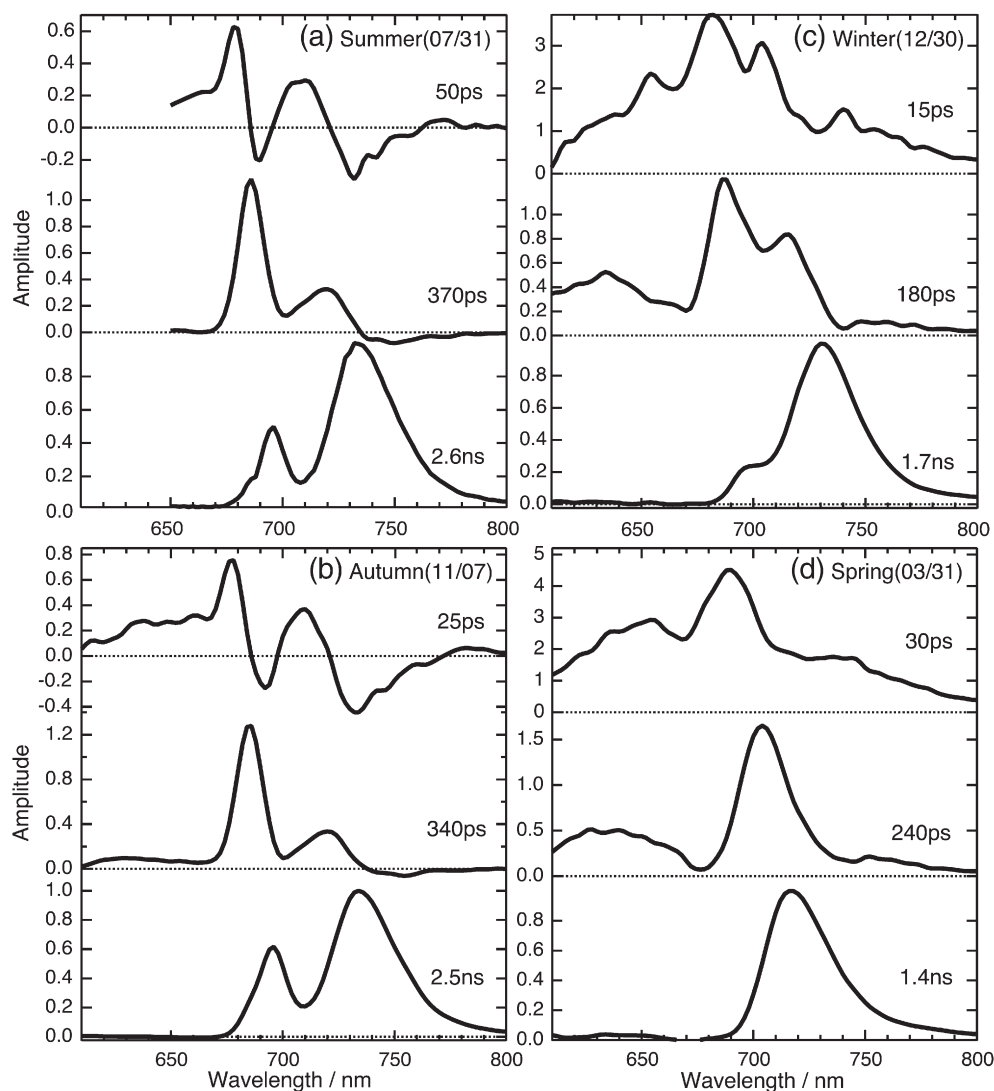 (a) Summer(07/31)
0.6
0.4
0.2
0.0
-0.2
50ps
1.0
0.8
0.6
0.4
0.2
0.0
370ps
0.8
0.6
0.4
0.2
0.0
2.6ns
Amplitude
650 700 750 800
(c) Winter(12/30)
3
2
1
0
15ps
1.0
0.8
0.6
0.4
0.2
0.0
180ps
0.8
0.6
0.4
0.2
0.0
1.7ns
650 700 750 800
(b) Autumn(11/07)
0.8
0.6
0.4
0.2
0.0
-0.2
-0.4
25ps
1.2
0.8
0.4
0.0
340ps
1.0
0.8
0.6
0.4
0.2
0.0
2.5ns
Amplitude
650 700 750 800
Wavelength / nm
(d) Spring(03/31)
5
4
3
2
1
0
30ps
1.5
1.0
0.5
0.0
240ps
1.0
0.8
0.6
0.4
0.2
0.0
1.4ns
650 700 750 800
Wavelength / nm